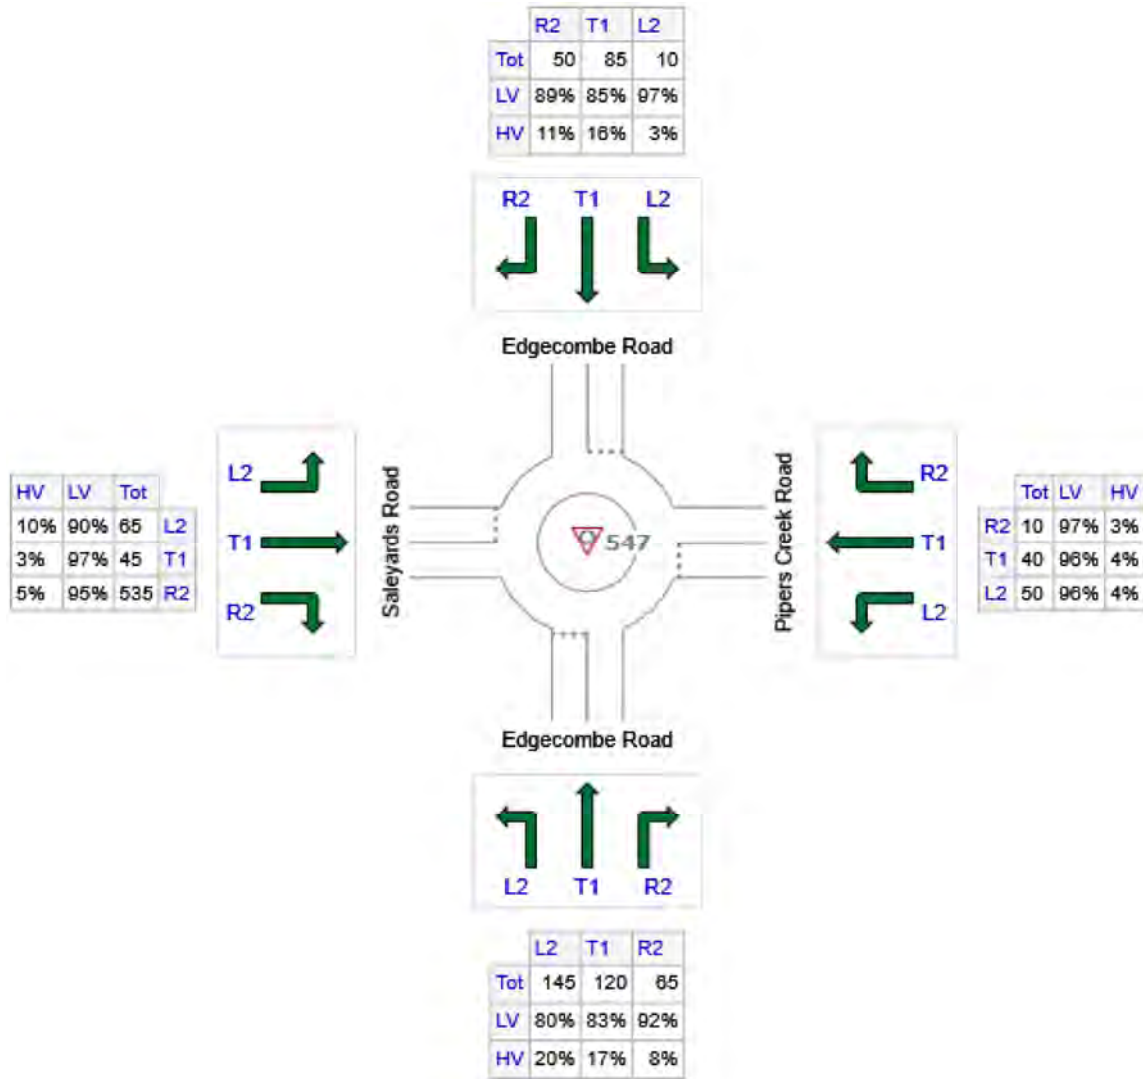 R2 T1 L2
Tot 50 85 10
LV 89% 85% 97%
HV 11% 16% 3%
R2 T1 L2
Edgecombe Road
HV LV Tot
10% 90% 65 L2
3% 97% 45 T1
5% 95% 535 R2
L2
T1
R2
Saleyards Road
547
Pipers Creek Road
R2
T1
L2
Tot LV HV
R2 10 97% 3%
T1 40 96% 4%
L2 50 96% 4%
Edgecombe Road
L2 T1 R2
L2 T1 R2
Tot 145 120 65
LV 80% 83% 92%
HV 20% 17% 8%